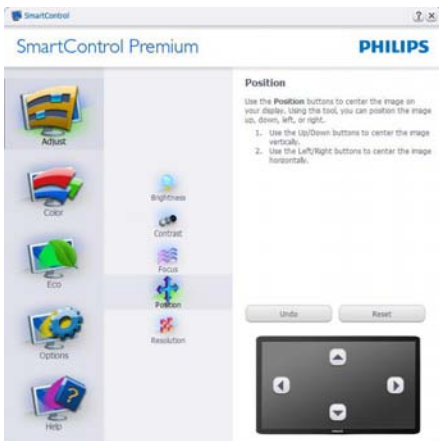 SmartControl
SmartControl Premium
PHILIPS
Adjust
Color
Eco
Options
Help
Brightness
Contrast
Focus
Position
Resolution
Position
Use the Position buttons to center the image on
your display. Using the tool, you can position the image
up, down, left, or right.
1. Use the Up/Down buttons to center the image
vertically.
2. Use the Left/Right buttons to center the image
horizontally.
Undo
Reset